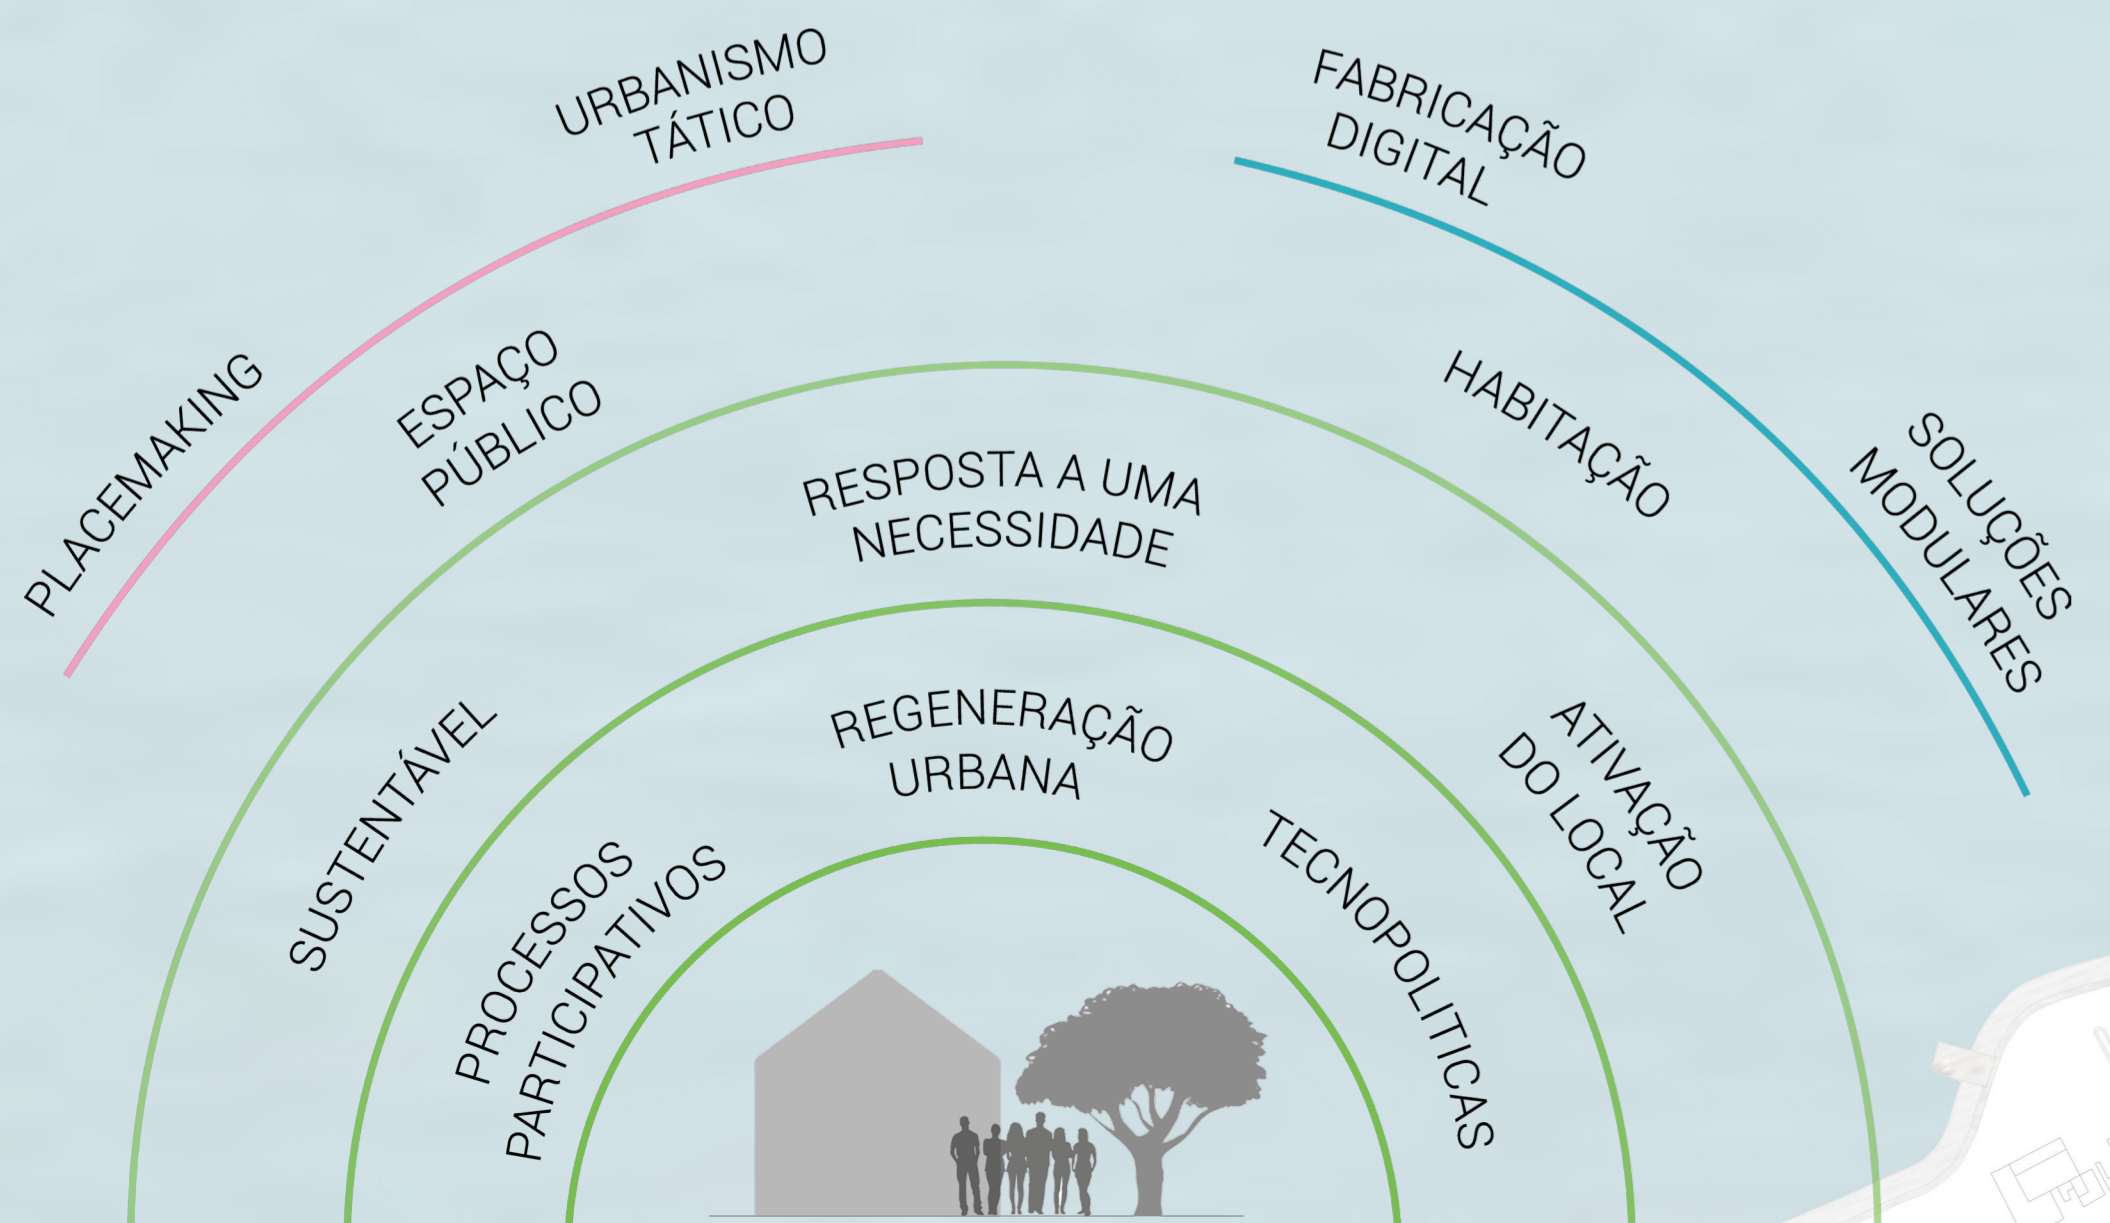 URBANISMO
TÁTICO
FABRICAÇÃO
DIGITAL
PLACEMAKING
ESPAÇO
PÚBLICO
HABITAÇÃO
SOLUÇÕES
MODULARES
RESPOSTA A UMA
NECESSIDADE
SUSTENTÁVEL
ATIVAÇÃO
DO LOCAL
REGENERAÇÃO
URBANA
PROCESSOS
PARTICIPATIVOS
TECNOPOLITICAS